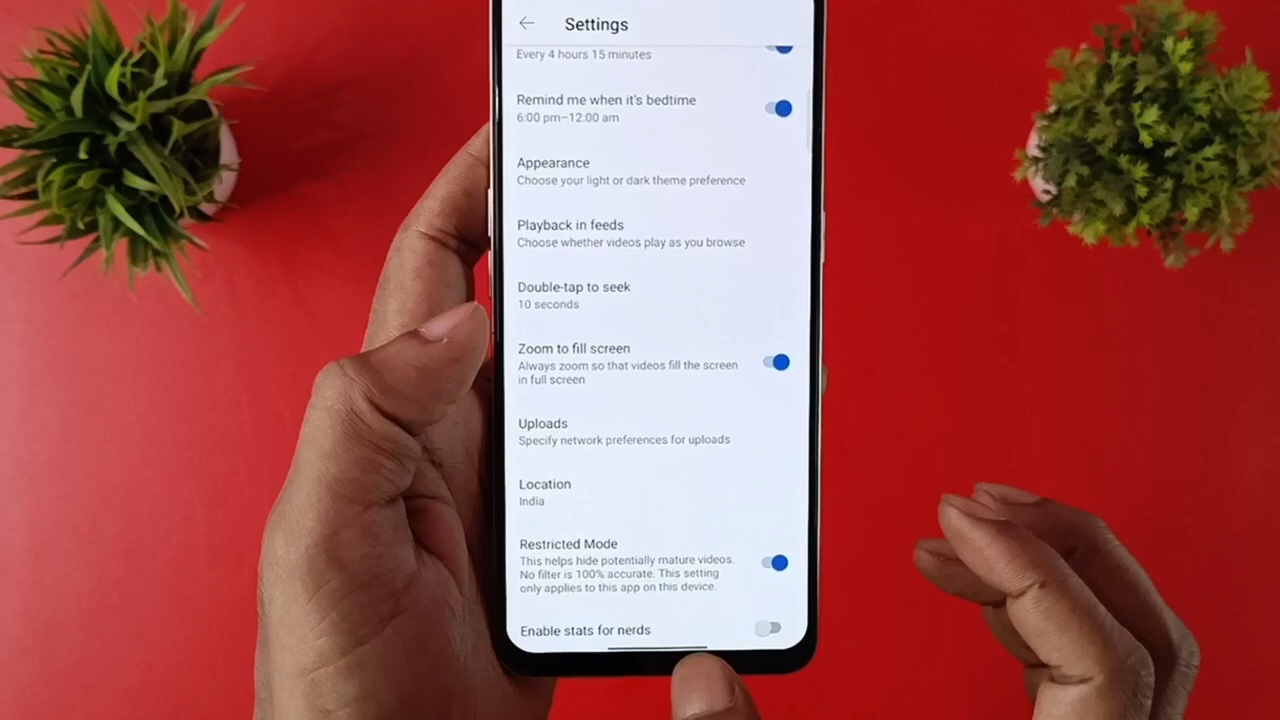 Settings
Every 4 hours 15 minutes
Remind me when it's bedtime
6:00 pm–12:00 am
Appearance
Choose your light or dark theme preference
Playback in feeds
Choose whether videos play as you browse
Double-tap to seek
10 seconds
Zoom to fill screen
Always zoom so that videos fill the screen
in full screen
Uploads
Specify network preferences for uploads
Location
India
Restricted Mode
This helps hide potentially mature videos.
No filter is 100% accurate. This setting
only applies to this app on this device.
Enable stats for nerds